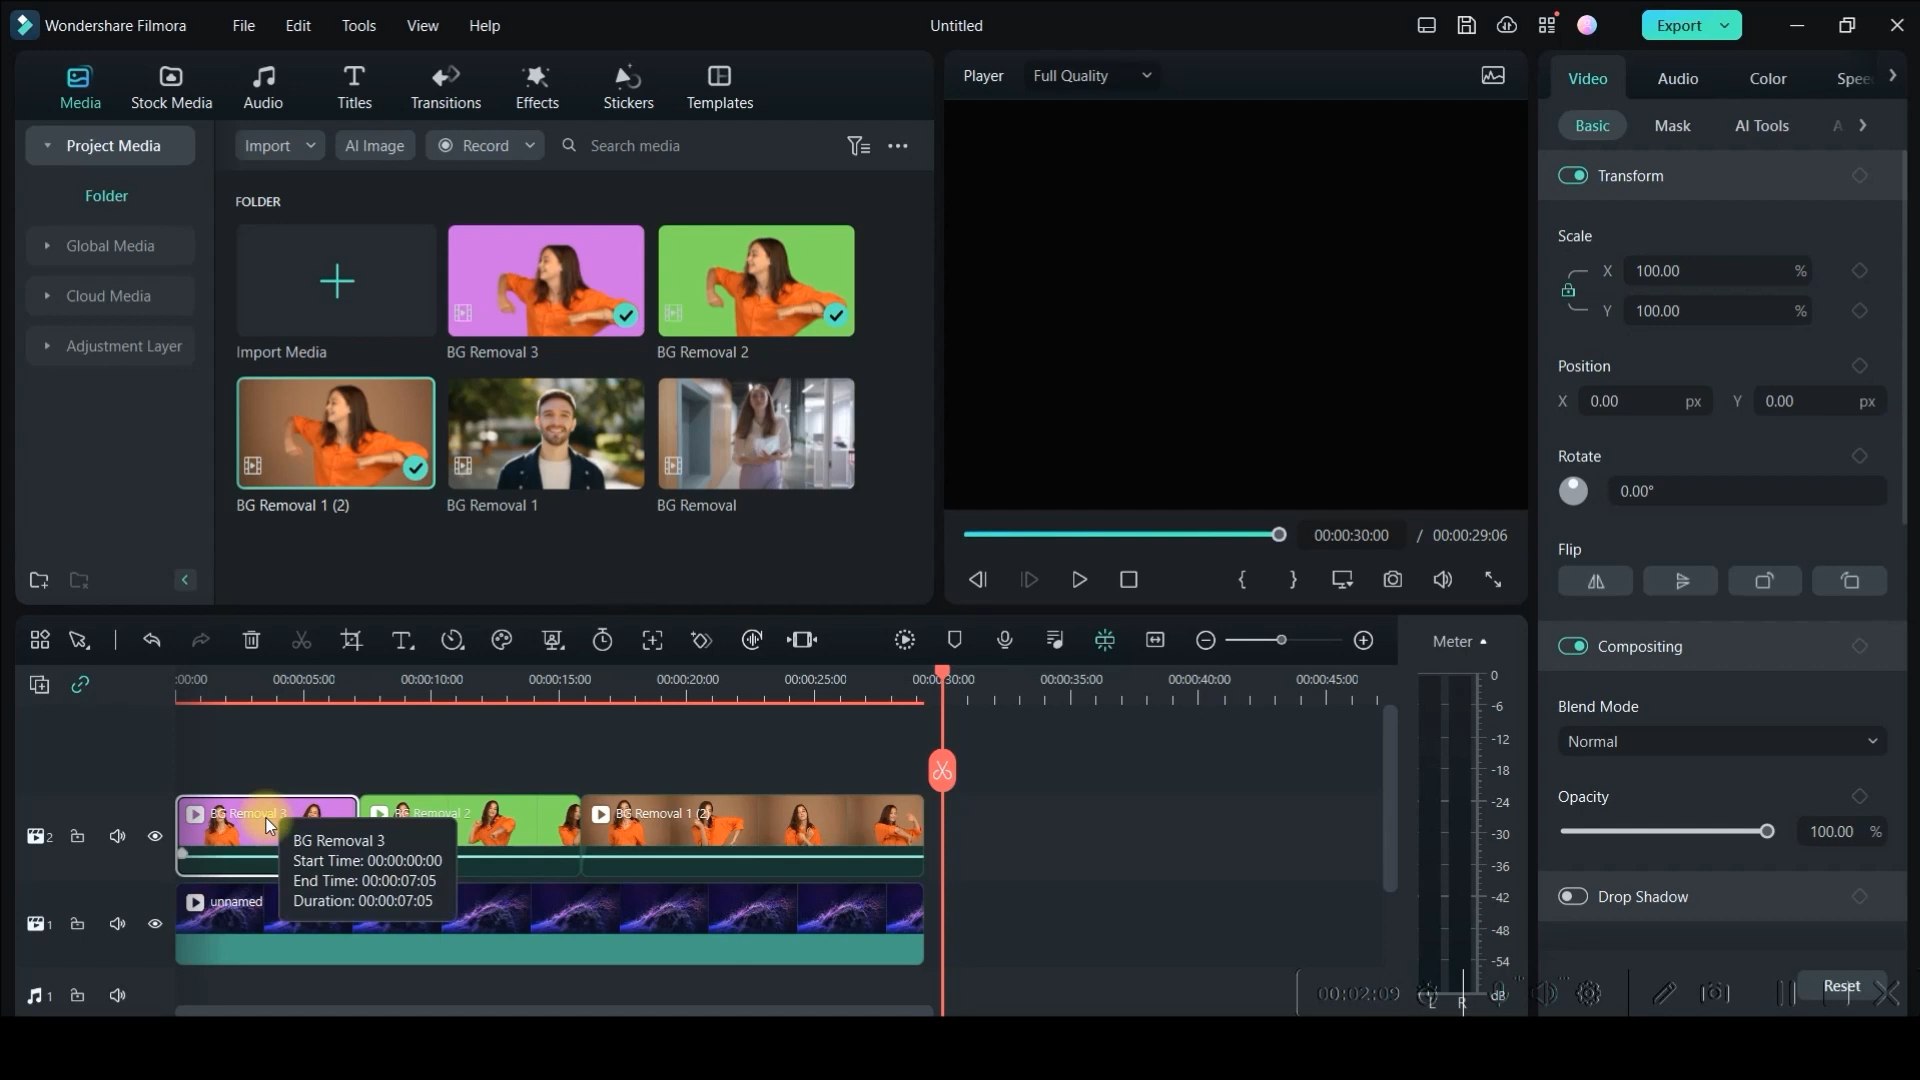 Wondershare Filmora
File
Edit
Tools
View
Help
Untitled
Export
Media
Stock Media
Audio
Titles
Transitions
Effects
Stickers
Templates
Player
Full Quality
Video
Audio
Color
Project Media
Import
AI Image
Record
Search media
Basic
Mask
AI Tools
Folder
FOLDER
Global Media
Cloud Media
Adjustment Layer
Import Media
BG Removal 3
BG Removal 2
BG Removal 1 (2)
BG Removal 1
BG Removal
Transform
Scale
X 100.00 %
Y 100.00 %
Position
X 0.00 px Y 0.00 px
Rotate
0.00°
Flip
00:00:30:00 / 00:00:29:06
Compositing
Blend Mode
Normal
Opacity
100.00 %
Drop Shadow
Reset
Meter
:00:00
00:00:05:00
00:00:10:00
00:00:15:00
00:00:20:00
00:00:25:00
00:00:30:00
00:00:35:00
00:00:40:00
00:00:45:00
0
-6
-12
-18
-24
-30
-36
-42
-48
-54
dB
L
R
2
BG Removal 3
BG Removal 2
BG Removal 1 (2)
BG Removal 3
Start Time: 00:00:00:00
End Time: 00:00:07:05
Duration: 00:00:07:05
1
unnamed
1
00:02:09